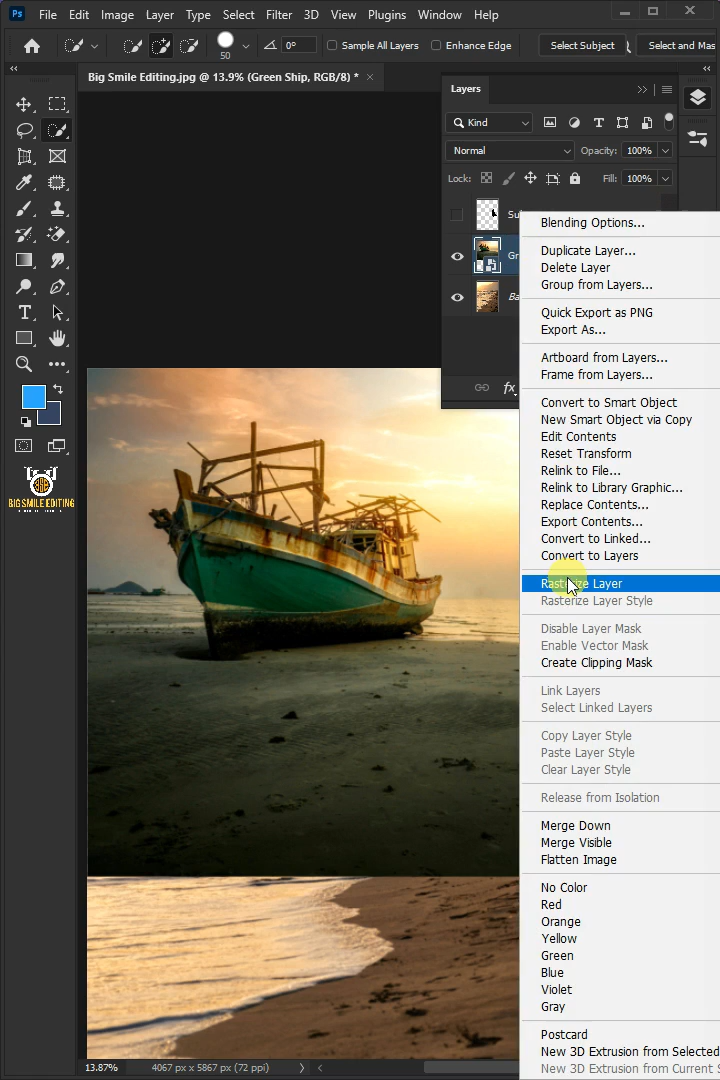 Ps File Edit Image Layer Type Select Filter 3D View Plugins Window Help
50
0°
Sample All Layers
Enhance Edge
Select Subject
Select and Mas
Big Smile Editing.jpg @ 13.9% (Green Ship, RGB/8) *
Layers
Kind
Normal
Opacity: 100%
Lock:
Fill: 100%
Su
Gr
Ba
fx
BIG SMILE EDITING
Blending Options...
Duplicate Layer...
Delete Layer
Group from Layers...
Quick Export as PNG
Export As...
Artboard from Layers...
Frame from Layers...
Convert to Smart Object
New Smart Object via Copy
Edit Contents
Reset Transform
Relink to File...
Relink to Library Graphic...
Replace Contents...
Export Contents...
Convert to Linked...
Convert to Layers
Rasterize Layer
Rasterize Layer Style
Disable Layer Mask
Enable Vector Mask
Create Clipping Mask
Link Layers
Select Linked Layers
Copy Layer Style
Paste Layer Style
Clear Layer Style
Release from Isolation
Merge Down
Merge Visible
Flatten Image
No Color
Red
Orange
Yellow
Green
Blue
Violet
Gray
Postcard
New 3D Extrusion from Selected
New 3D Extrusion from Current S
13.87%
4067 px x 5867 px (72 ppi)